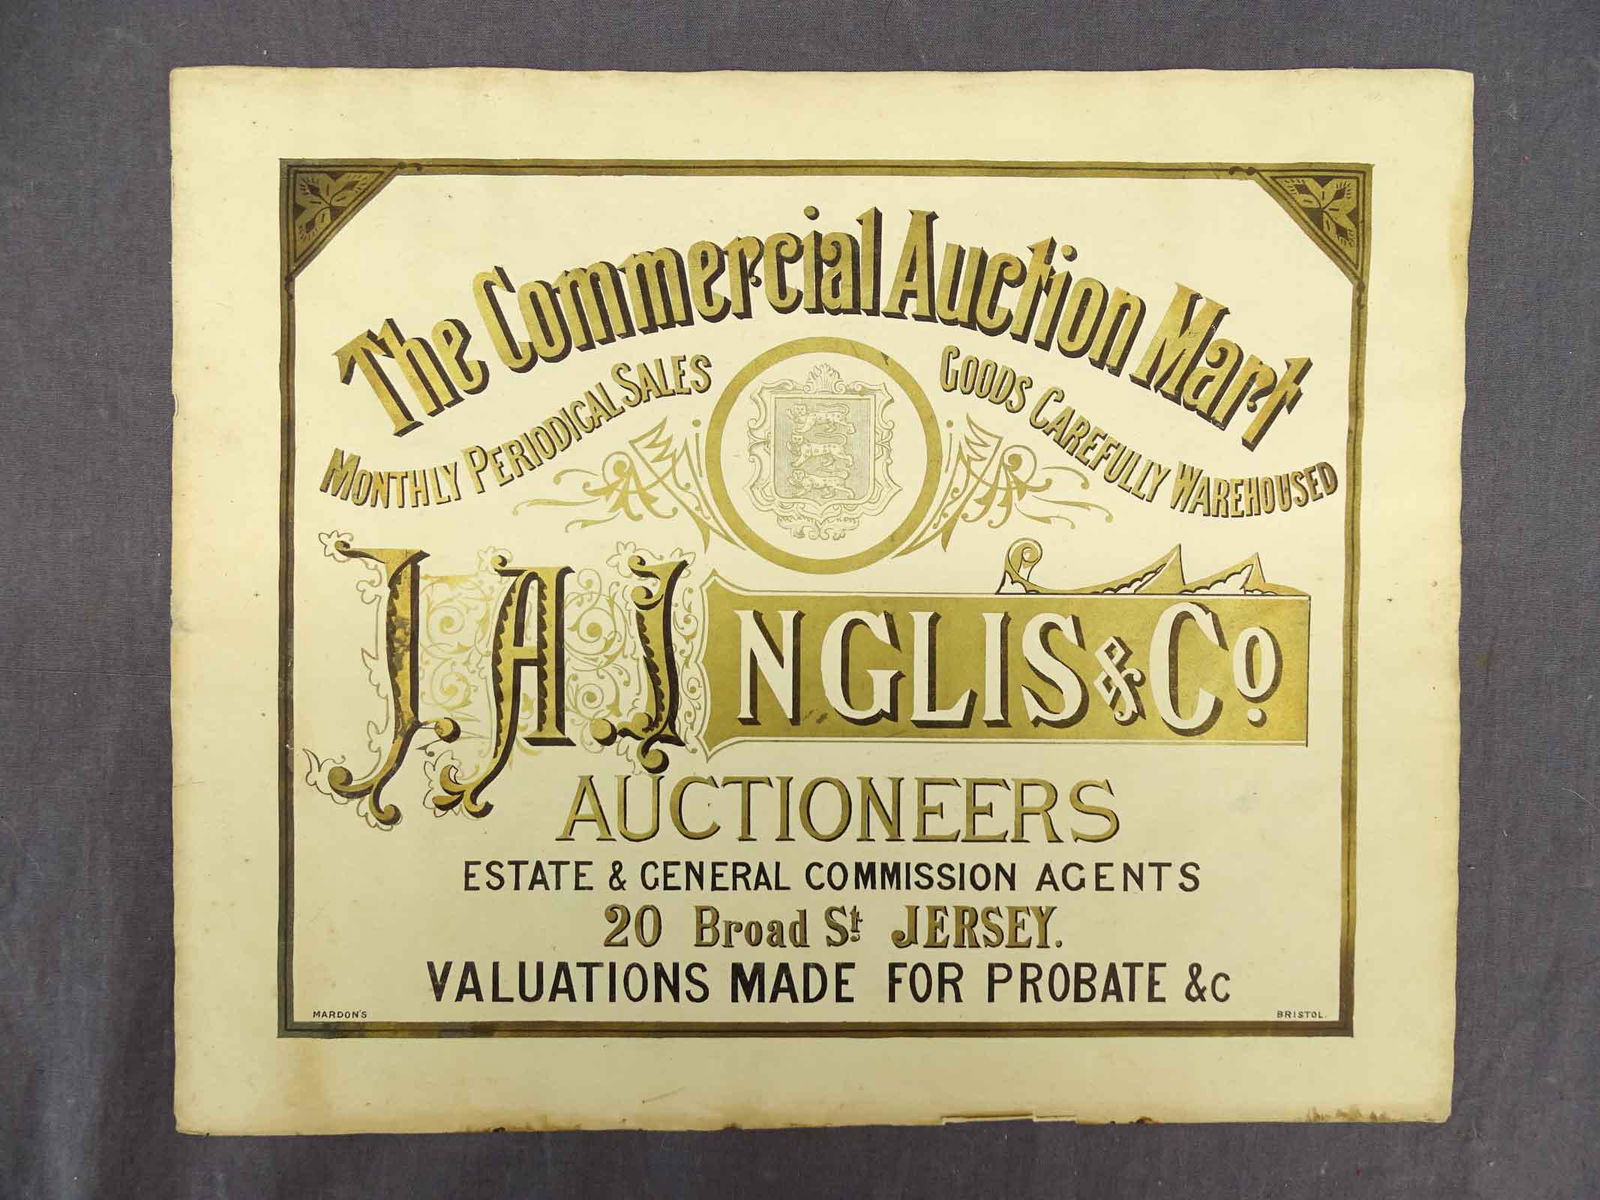 The Commercial Auction Mart
MONTHLY PERIODICAL SALES
GOODS CAREFULLY WAREHOUSED
J. A. INGLIS & Co.
AUCTIONEERS
ESTATE & GENERAL COMMISSION AGENTS
20 Broad St. JERSEY.
VALUATIONS MADE FOR PROBATE &c
MARDON'S
BRISTOL.